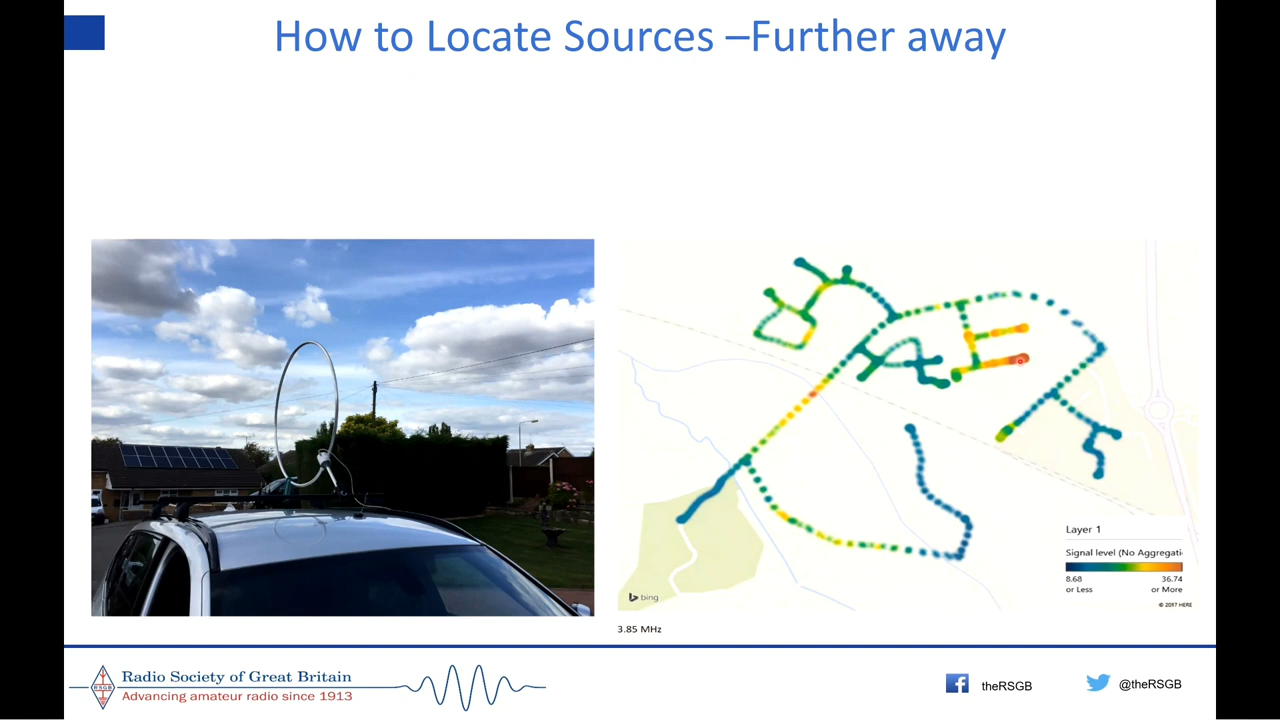 How to Locate Sources –Further away
Layer 1
Signal level (No Aggregati
8.68
or Less
36.74
or More
bing
© 2017 HERE
3.85 MHz
RSGB
Radio Society of Great Britain
Advancing amateur radio since 1913
theRSGB
@theRSGB